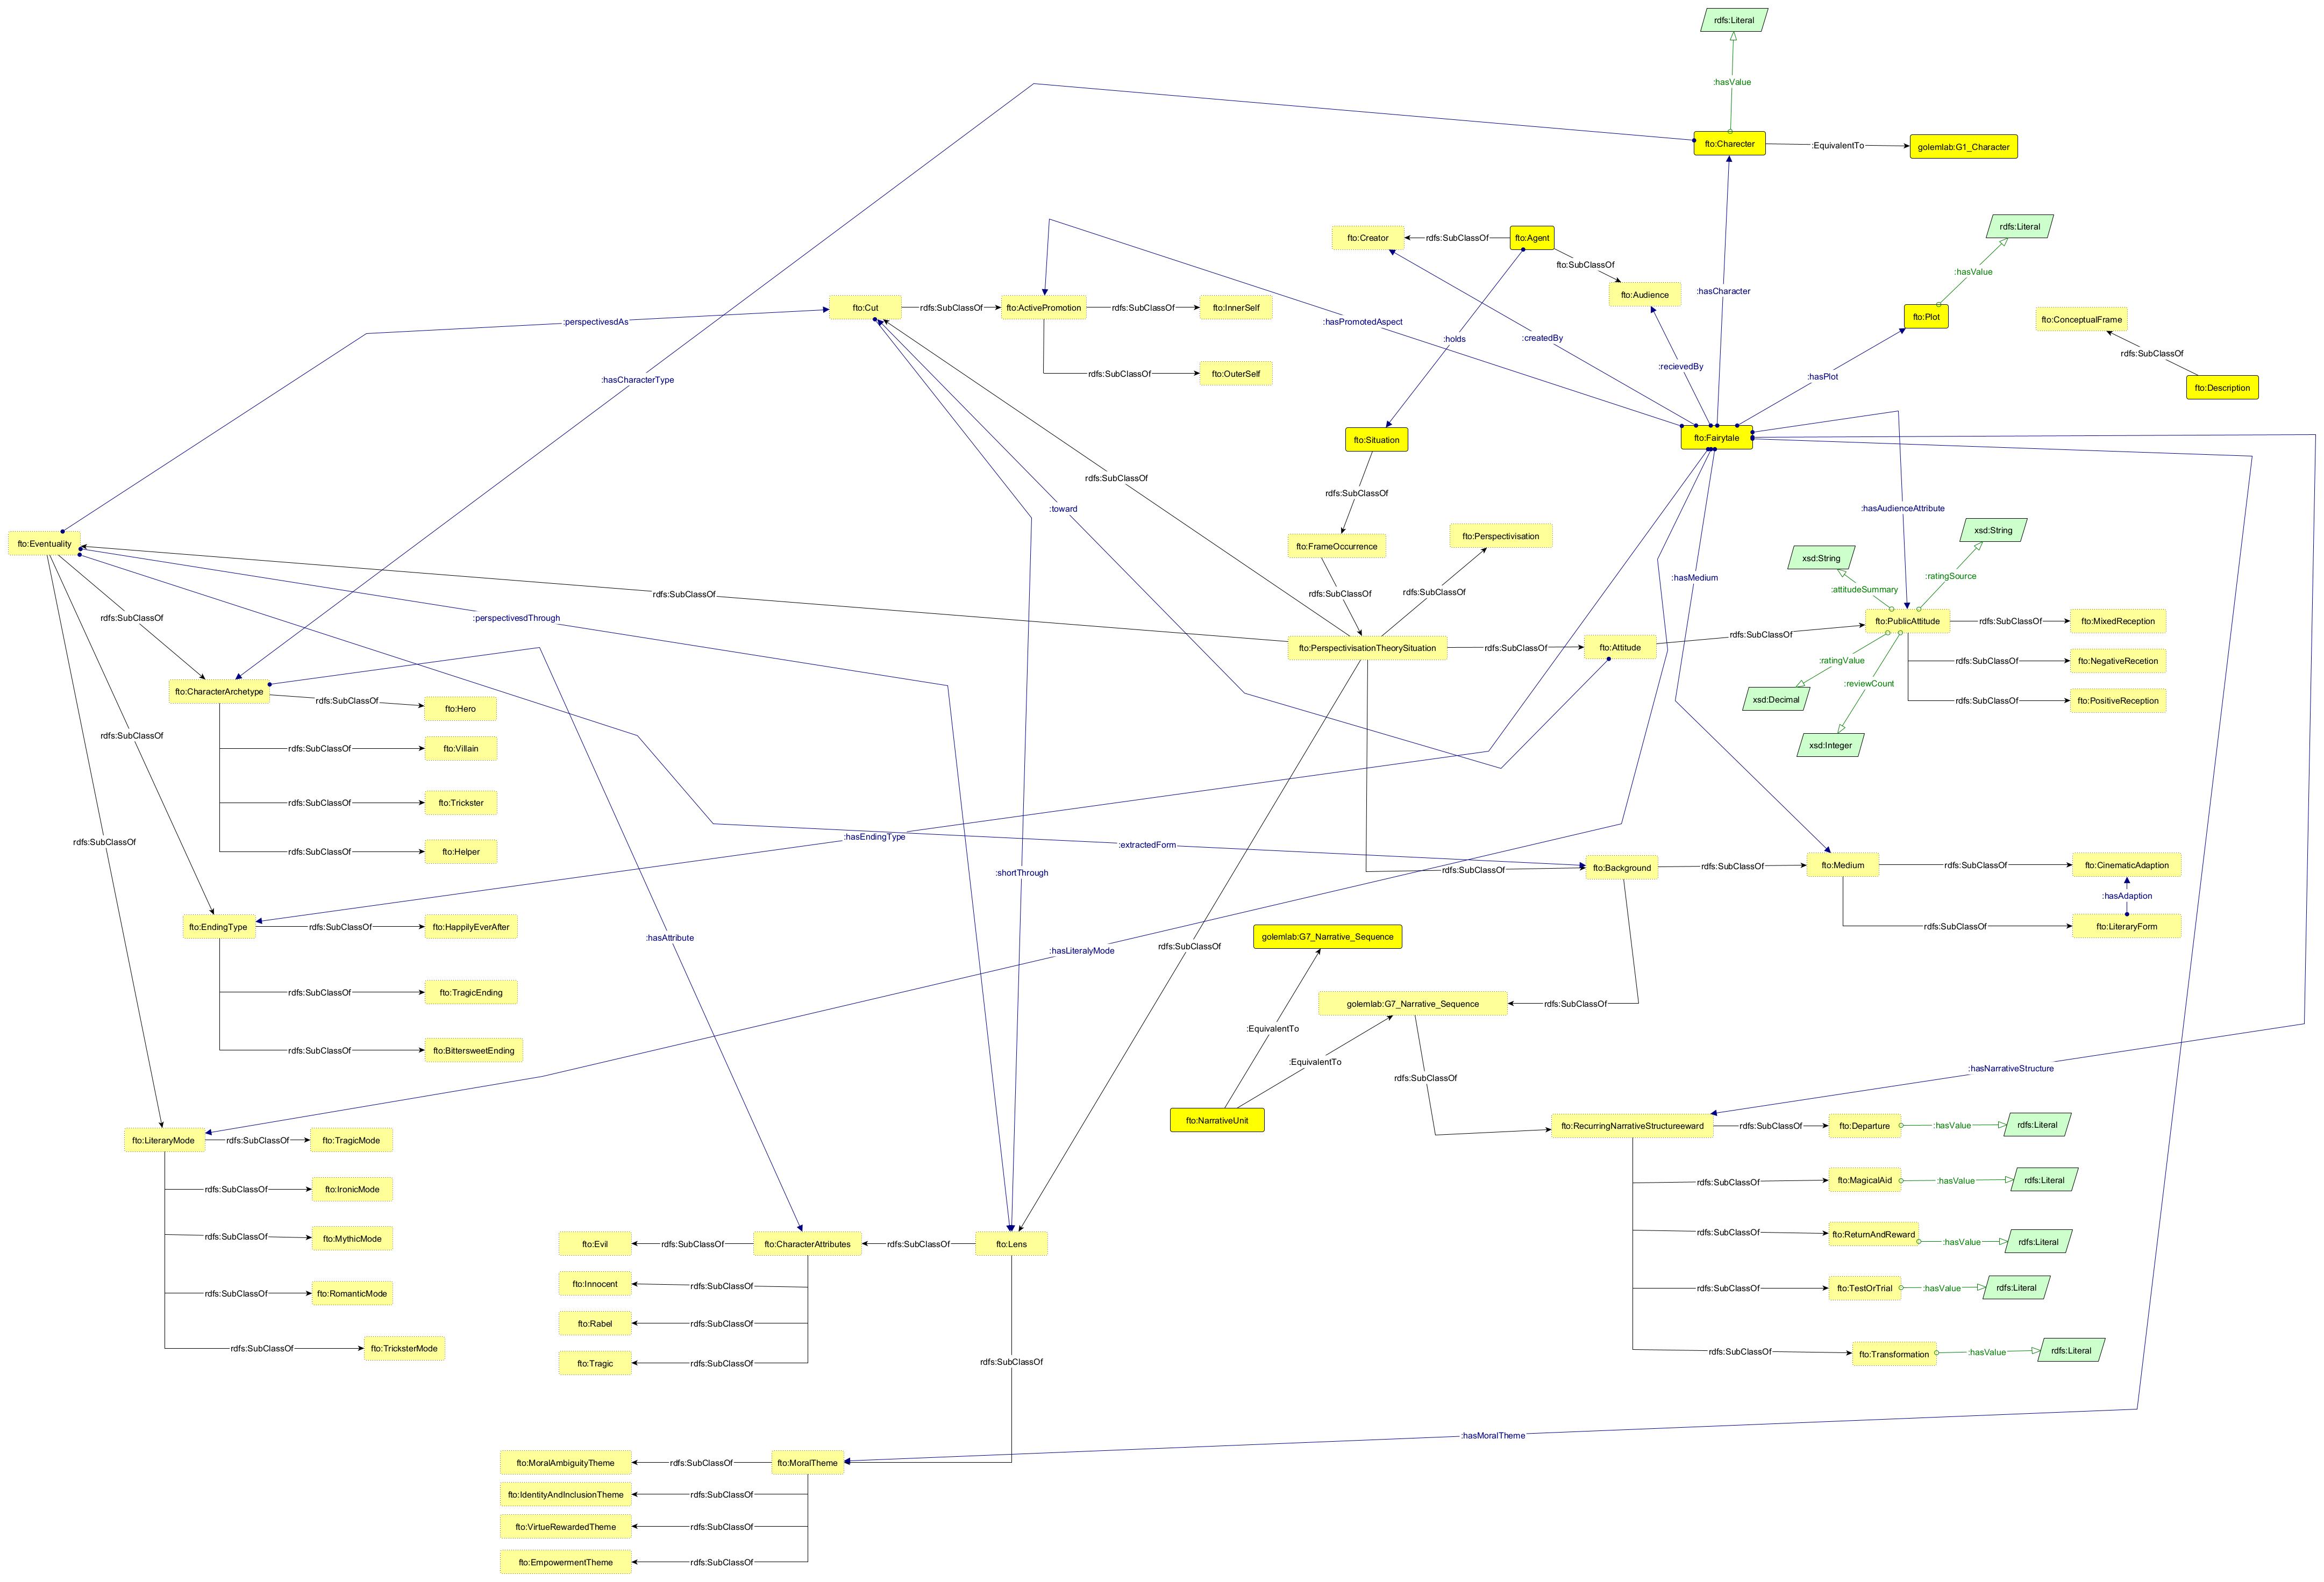 rdfs:Literal
:hasValue
fto:Charecter
:EquivalentTo
golemlab:G1_Character
fto:Creator
rdfs:SubClassOf
fto:Agent
fto:SubClassOf
fto:Audience
rdfs:Literal
:hasValue
fto:Plot
fto:ConceptualFrame
rdfs:SubClassOf
fto:Description
:hasCharacter
fto:Cut
rdfs:SubClassOf
fto:ActivePromotion
rdfs:SubClassOf
fto:InnerSelf
rdfs:SubClassOf
fto:OuterSelf
:perspectivesdAs
:hasCharacterType
:hasPromotedAspect
:holds
:createdBy
:recievedBy
:hasPlot
fto:Situation
fto:Fairytale
rdfs:SubClassOf
rdfs:SubClassOf
:toward
:hasMedium
:hasAudienceAttribute
fto:Eventuality
fto:FrameOccurrence
fto:Perspectivisation
xsd:String
:ratingSource
xsd:String
:attitudeSummary
rdfs:SubClassOf
rdfs:SubClassOf
rdfs:SubClassOf
rdfs:SubClassOf
:perspectivesdThrough
fto:PerspectivisationTheorySituation
rdfs:SubClassOf
fto:Attitude
rdfs:SubClassOf
fto:PublicAttitude
rdfs:SubClassOf
fto:MixedReception
:ratingValue
:reviewCount
rdfs:SubClassOf
fto:NegativeRecetion
rdfs:SubClassOf
fto:PositiveReception
xsd:Decimal
xsd:Integer
fto:CharacterArchetype
rdfs:SubClassOf
fto:Hero
rdfs:SubClassOf
rdfs:SubClassOf
fto:Villain
rdfs:SubClassOf
fto:Trickster
rdfs:SubClassOf
rdfs:SubClassOf
fto:Helper
:hasEndingType
:extractedForm
:shortThrough
rdfs:SubClassOf
fto:Background
rdfs:SubClassOf
fto:Medium
rdfs:SubClassOf
fto:CinematicAdaption
:hasAdaption
rdfs:SubClassOf
fto:LiteraryForm
fto:EndingType
rdfs:SubClassOf
fto:HappilyEverAfter
:hasAttribute
:hasLiteralyMode
rdfs:SubClassOf
golemlab:G7_Narrative_Sequence
rdfs:SubClassOf
fto:TragicEnding
golemlab:G7_Narrative_Sequence
rdfs:SubClassOf
:EquivalentTo
:EquivalentTo
rdfs:SubClassOf
fto:BittersweetEnding
rdfs:SubClassOf
:hasNarrativeStructure
fto:NarrativeUnit
fto:RecurringNarrativeStructureeward
rdfs:SubClassOf
fto:Departure
:hasValue
rdfs:Literal
fto:LiteraryMode
rdfs:SubClassOf
fto:TragicMode
rdfs:SubClassOf
fto:MagicalAid
:hasValue
rdfs:Literal
rdfs:SubClassOf
fto:IronicMode
rdfs:SubClassOf
fto:ReturnAndReward
:hasValue
rdfs:Literal
rdfs:SubClassOf
fto:MythicMode
fto:Evil
rdfs:SubClassOf
fto:CharacterAttributes
rdfs:SubClassOf
fto:Lens
fto:Innocent
rdfs:SubClassOf
rdfs:SubClassOf
fto:TestOrTrial
:hasValue
rdfs:Literal
rdfs:SubClassOf
fto:RomanticMode
fto:Rabel
rdfs:SubClassOf
rdfs:SubClassOf
fto:TricksterMode
rdfs:SubClassOf
fto:Transformation
:hasValue
rdfs:Literal
fto:Tragic
rdfs:SubClassOf
rdfs:SubClassOf
:hasMoralTheme
fto:MoralAmbiguityTheme
rdfs:SubClassOf
fto:MoralTheme
fto:IdentityAndInclusionTheme
rdfs:SubClassOf
fto:VirtueRewardedTheme
rdfs:SubClassOf
fto:EmpowermentTheme
rdfs:SubClassOf